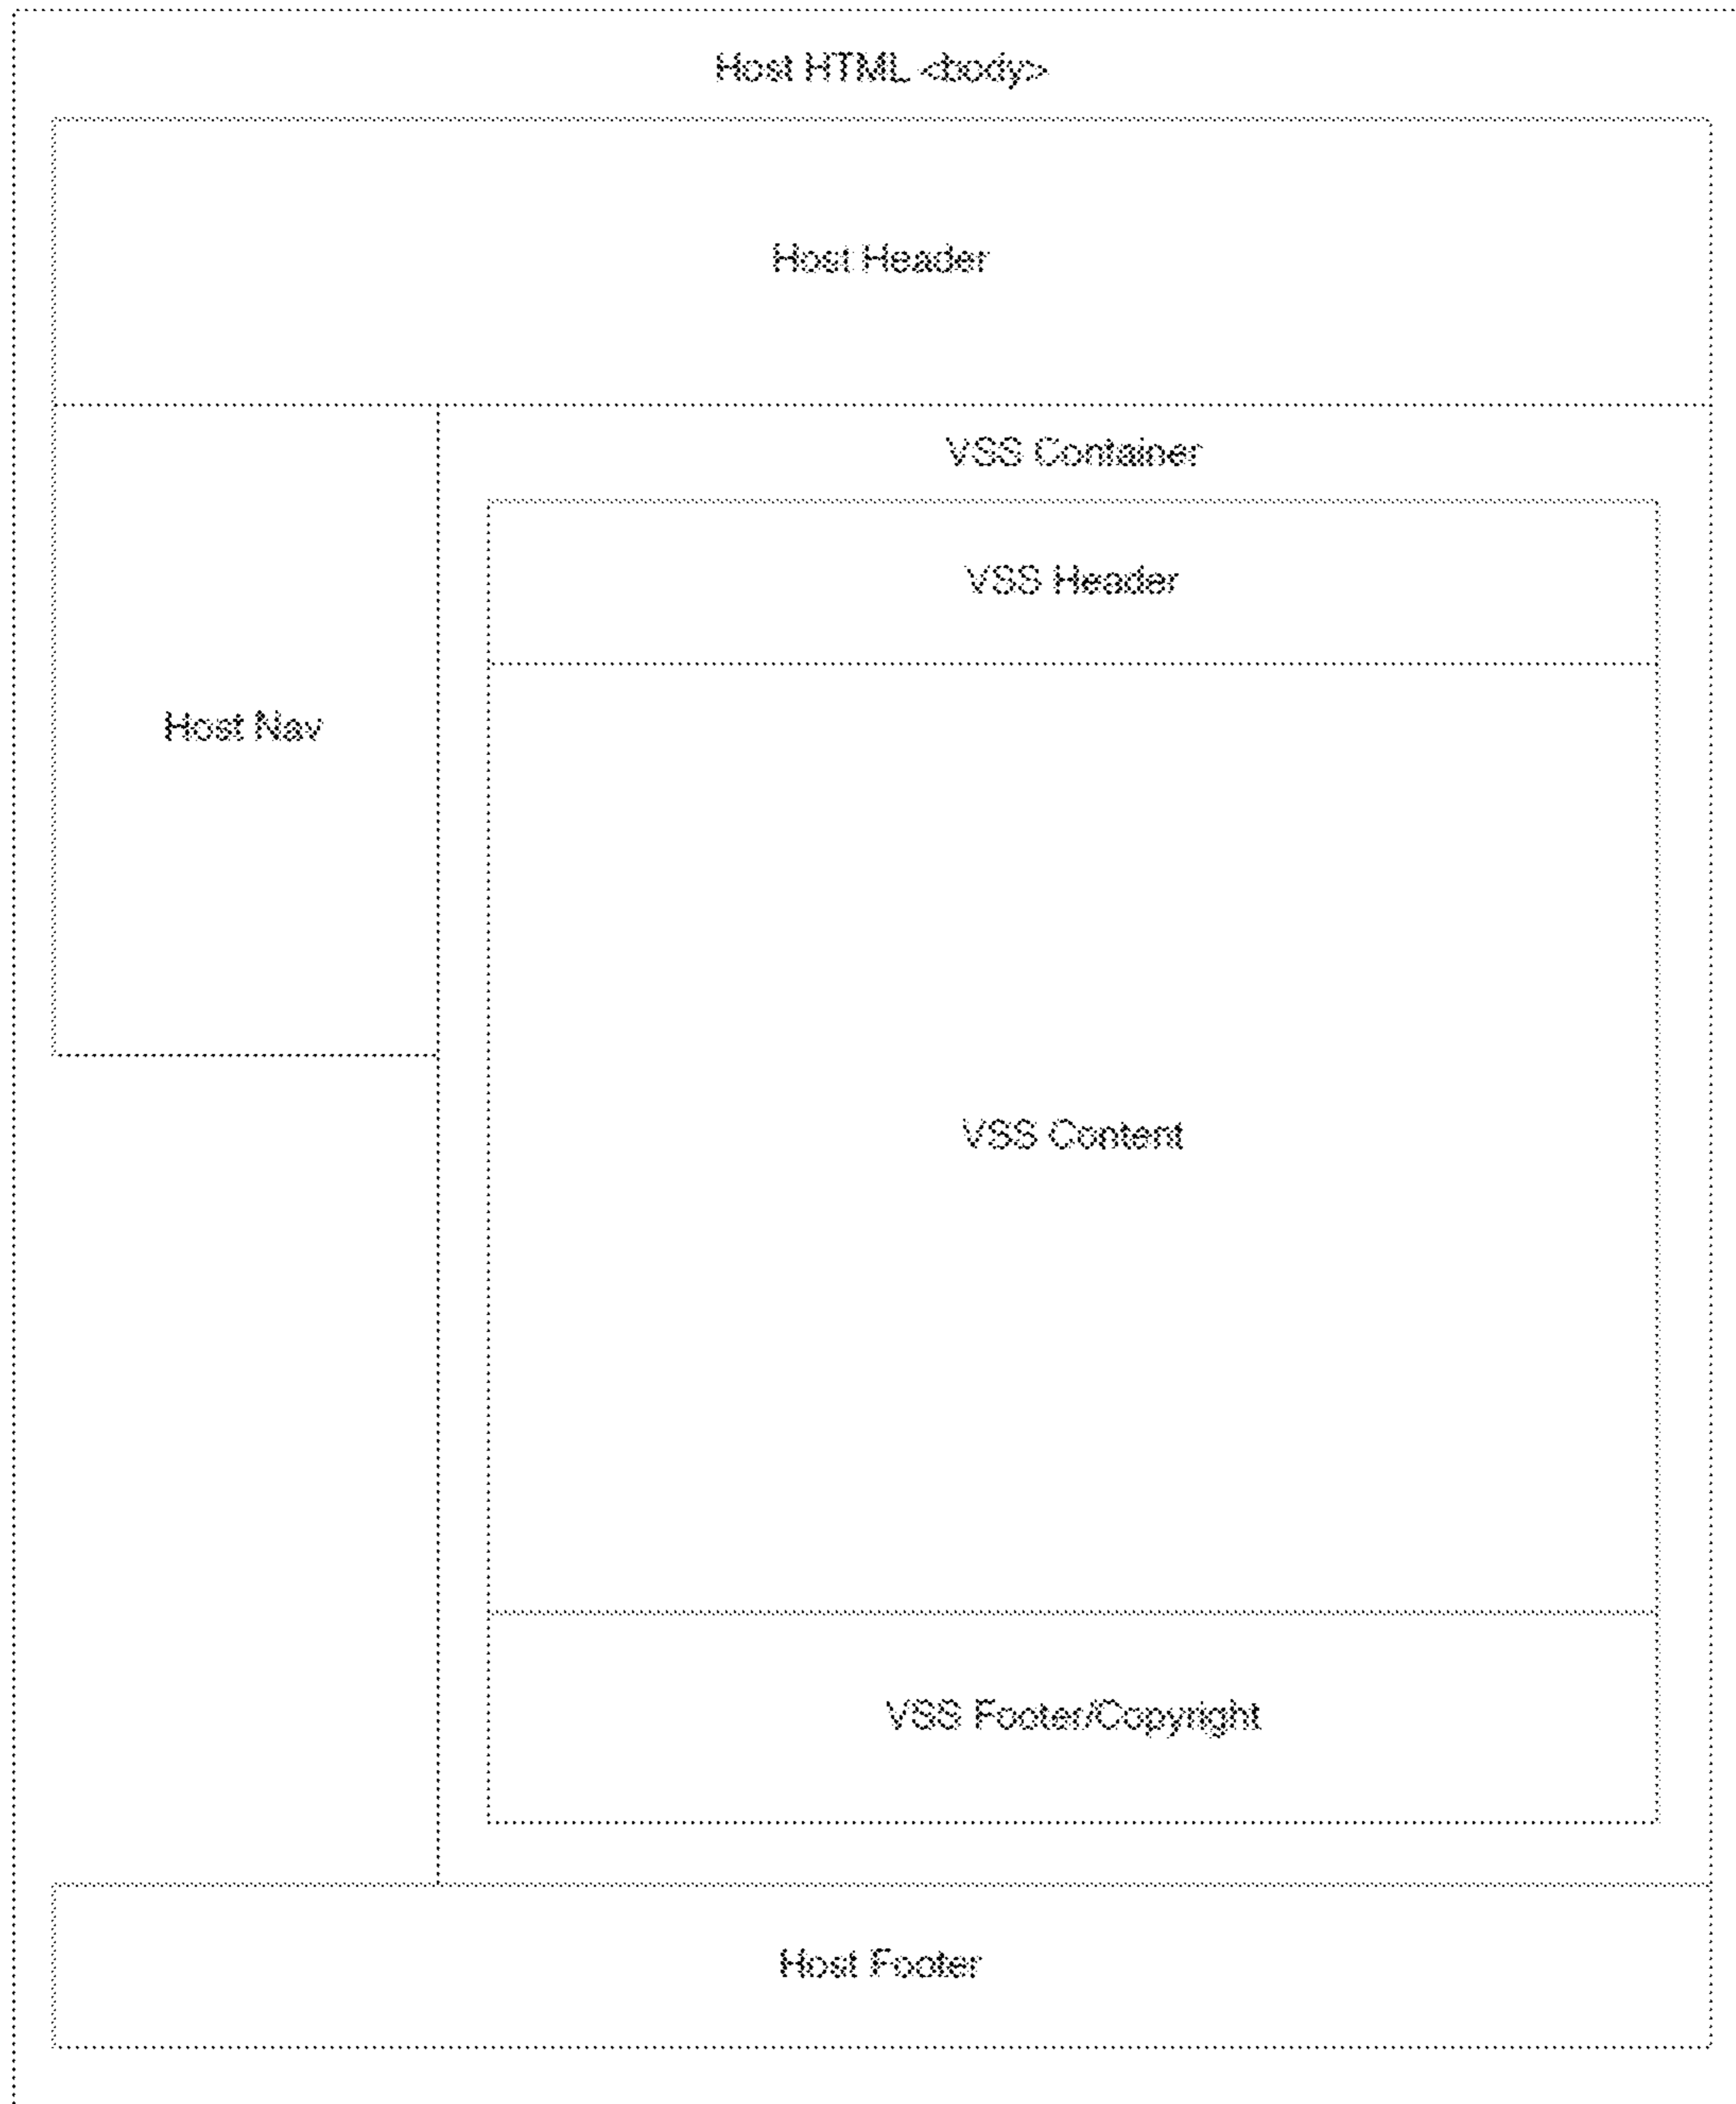 Host HTML <body>
Host Header
VSS Container
VSS Header
Host Nav
VSS Content
VSS Footer/Copyright
Host Footer